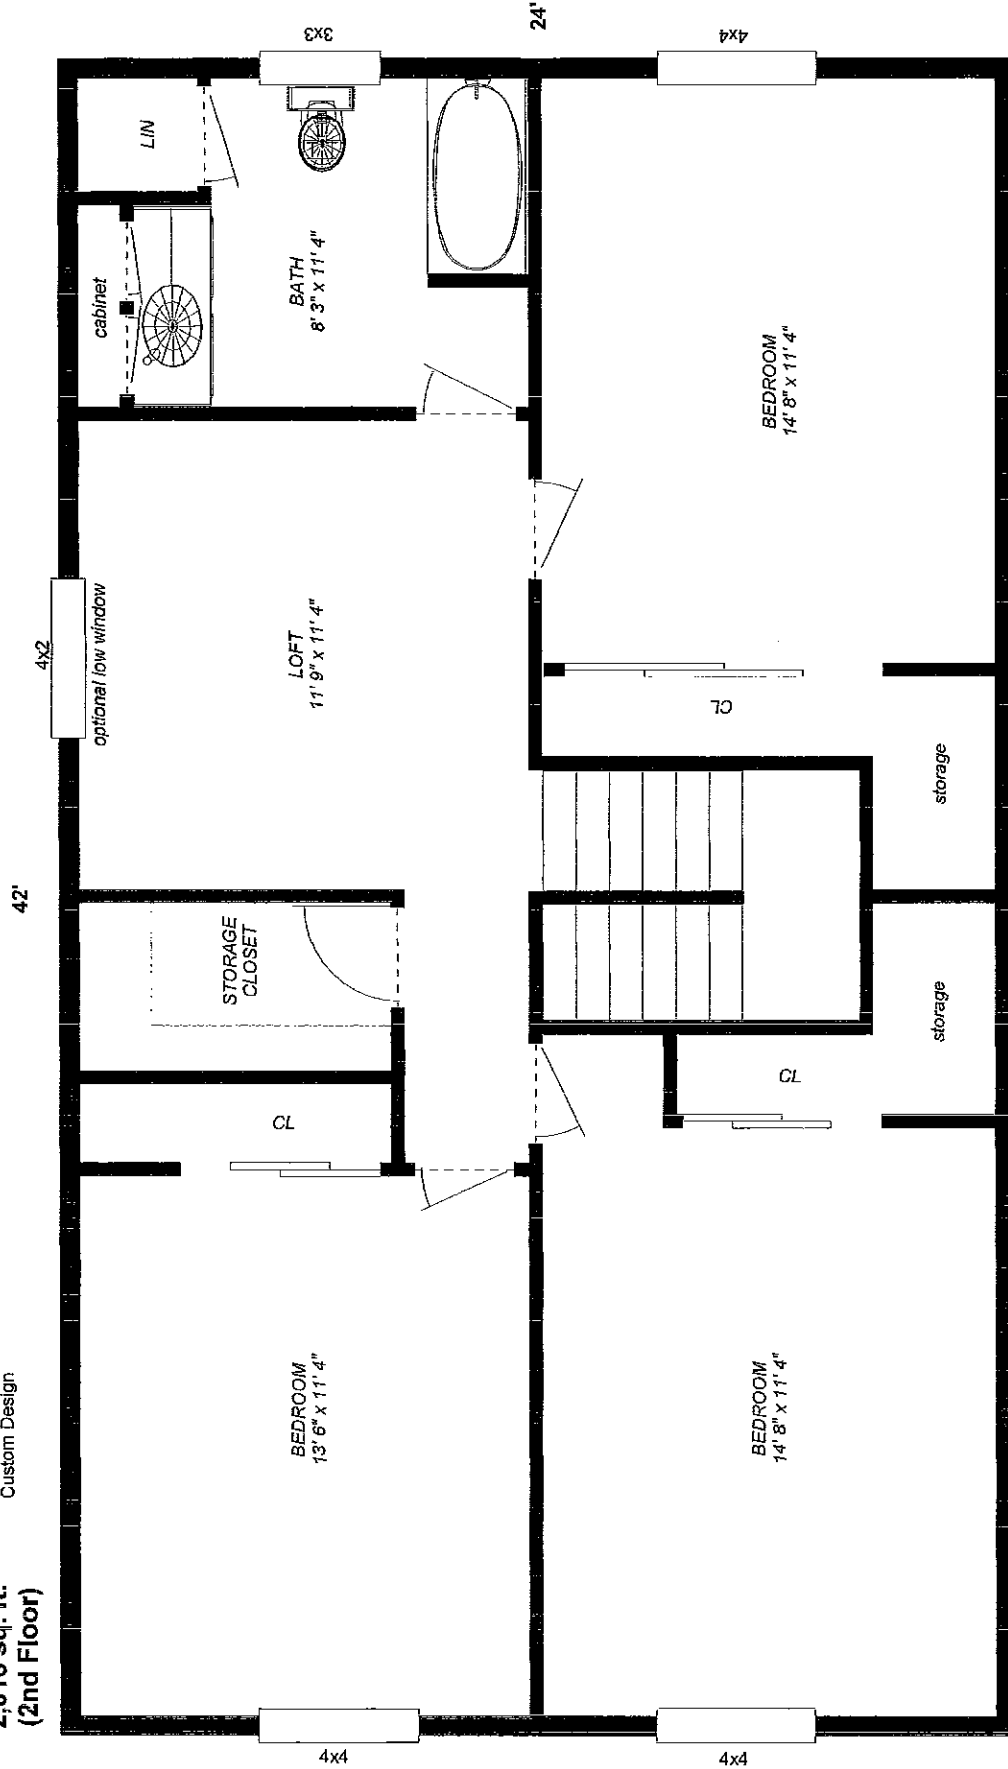 sq. ft.
(2nd Floor)
Custom Design
42'
4x2
optional low window
cabinet
LIN
BEDROOM
13' 6" x 11' 4"
CL
STORAGE
CLOSET
LOFT
11' 9" x 11' 4"
BATH
8' 3" x 11' 4"
4x4
3x3
24'
BEDROOM
14' 8" x 11' 4"
CL
storage
CL
storage
BEDROOM
14' 8" x 11' 4"
4x4
4x4